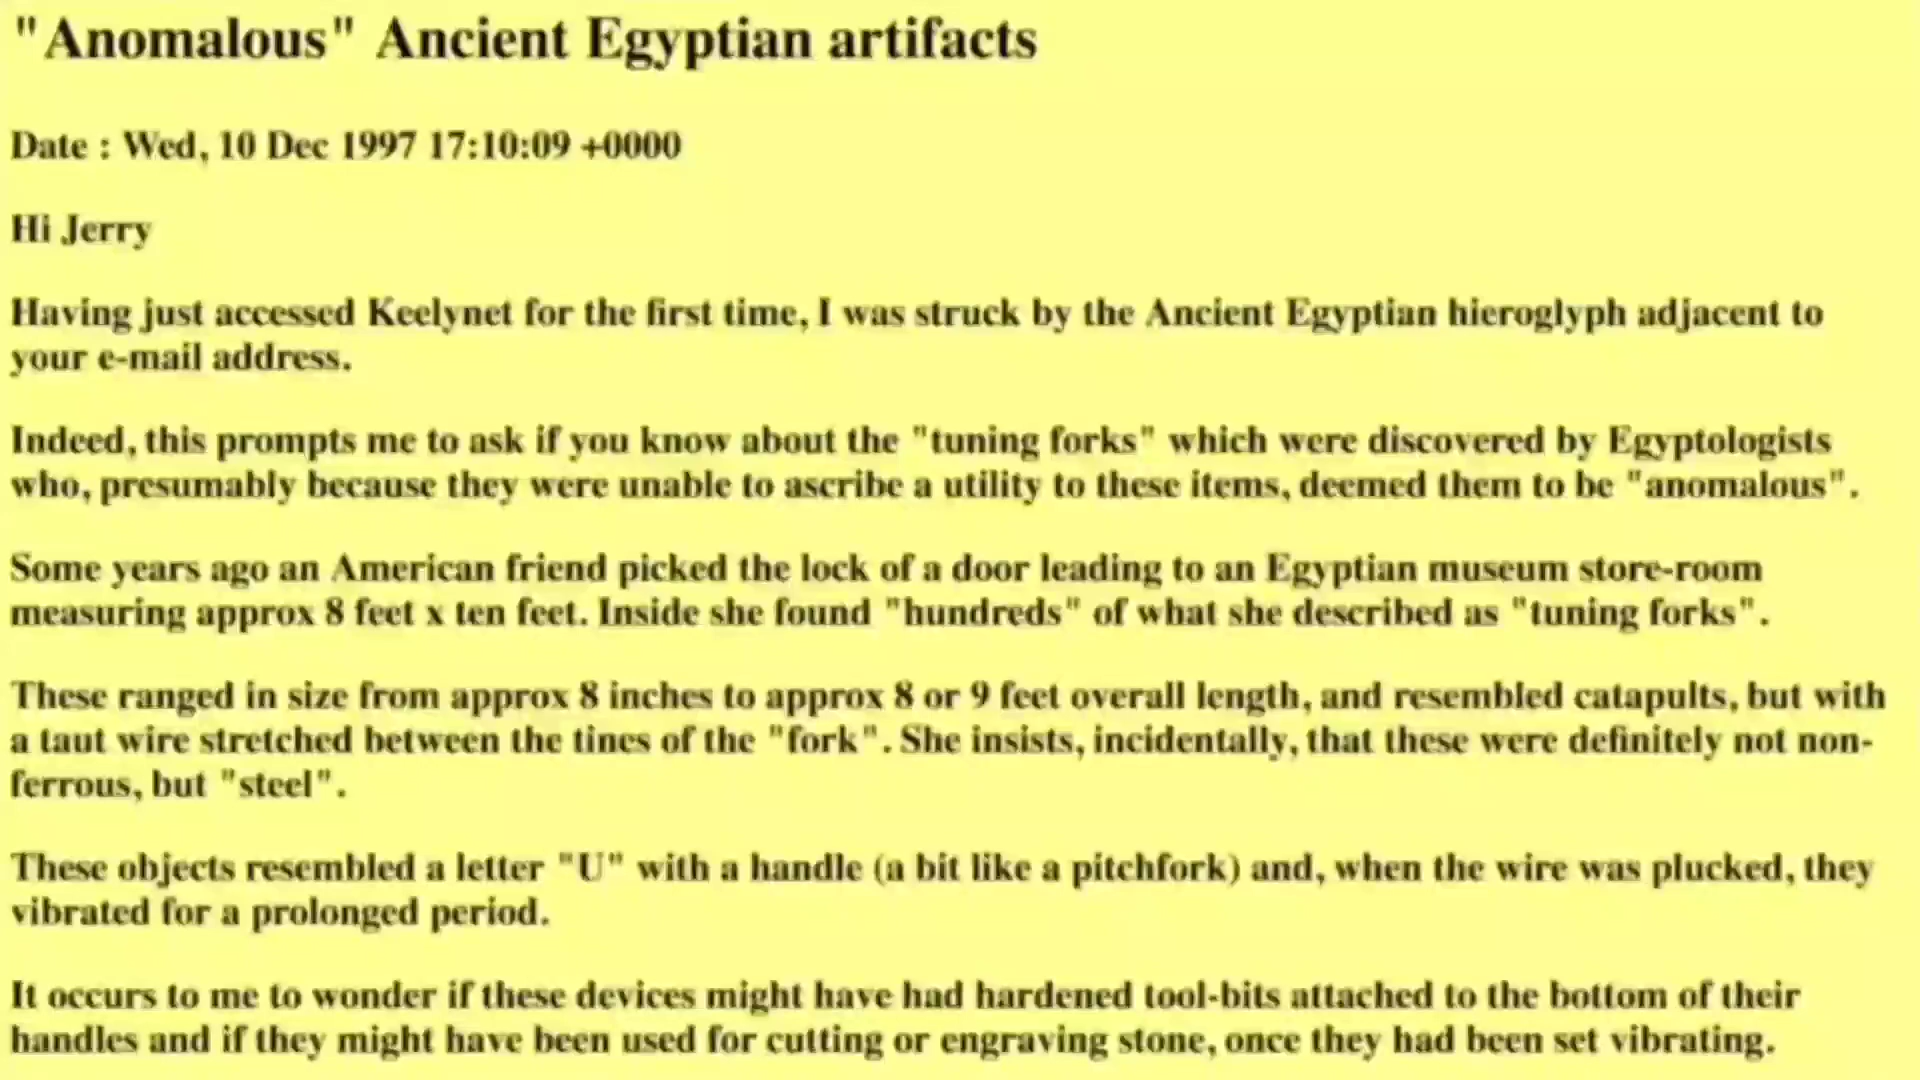 "Anomalous" Ancient Egyptian artifacts
Date : Wed, 10 Dec 1997 17:10:09 +0000
Hi Jerry
Having just accessed Keelynet for the first time, I was struck by the Ancient Egyptian hieroglyph adjacent to
your e-mail address.
Indeed, this prompts me to ask if you know about the "tuning forks" which were discovered by Egyptologists
who, presumably because they were unable to ascribe a utility to these items, deemed them to be "anomalous".
Some years ago an American friend picked the lock of a door leading to an Egyptian museum store-room
measuring approx 8 feet x ten feet. Inside she found "hundreds" of what she described as "tuning forks".
These ranged in size from approx 8 inches to approx 8 or 9 feet overall length, and resembled catapults, but with
a taut wire stretched between the tines of the "fork". She insists, incidentally, that these were definitely not non-
ferrous, but "steel".
These objects resembled a letter "U" with a handle (a bit like a pitchfork) and, when the wire was plucked, they
vibrated for a prolonged period.
It occurs to me to wonder if these devices might have had hardened tool-bits attached to the bottom of their
handles and if they might have been used for cutting or engraving stone, once they had been set vibrating.